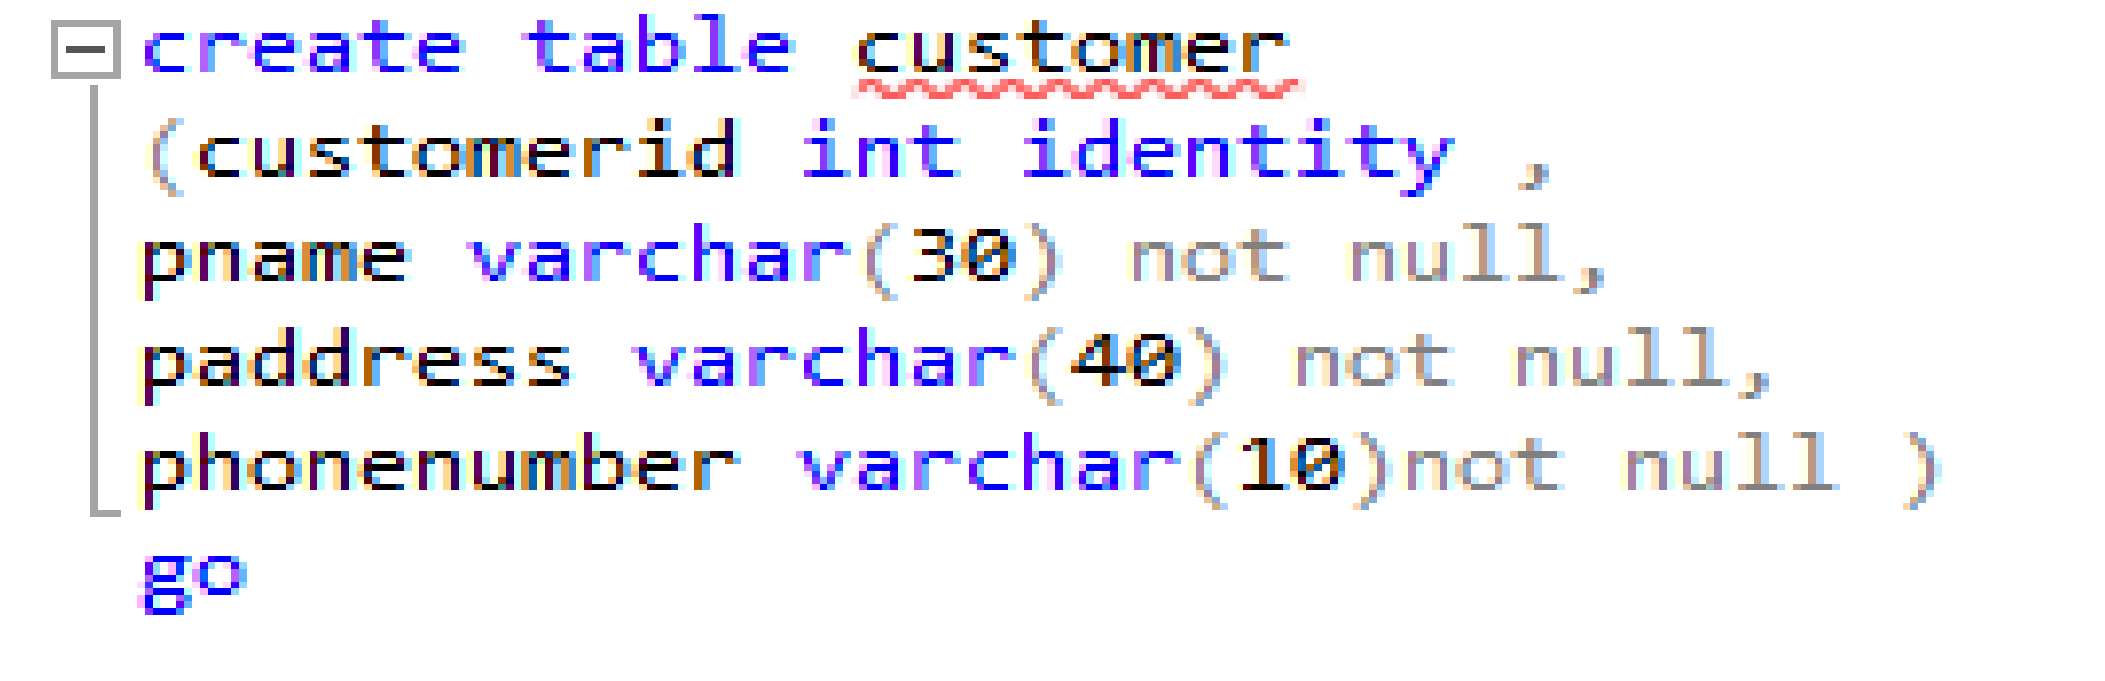 create table customer
(customerid int identity ,
pname varchar(30) not null,
paddress varchar(40) not null,
phonenumber varchar(10)not null )
go